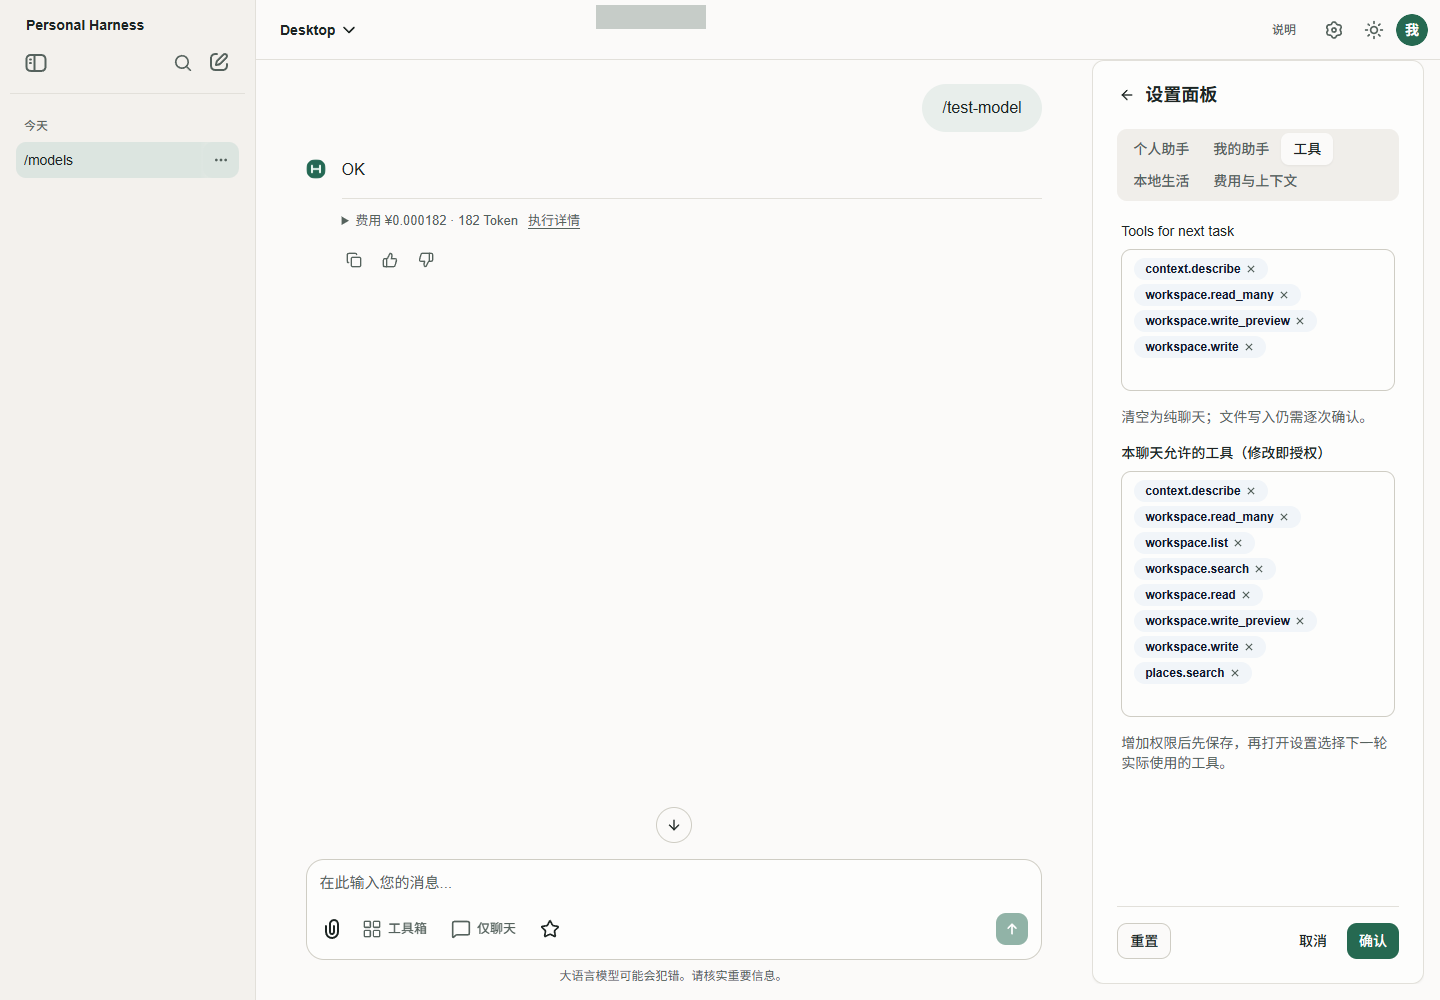 Personal Harness
今天
/models
Desktop
说明
我
/test-model
H
OK
费用 ¥0.000182 · 182 Token 执行详情
在此输入您的消息...
工具箱
仅聊天
大语言模型可能会犯错。请核实重要信息。
设置面板
个人助手 我的助手 工具
本地生活 费用与上下文
Tools for next task
context.describe
workspace.read_many
workspace.write_preview
workspace.write
清空为纯聊天；文件写入仍需逐次确认。
本聊天允许的工具（修改即授权）
context.describe
workspace.read_many
workspace.list
workspace.search
workspace.read
workspace.write_preview
workspace.write
places.search
增加权限后先保存，再打开设置选择下一轮
实际使用的工具。
重置
取消
确认